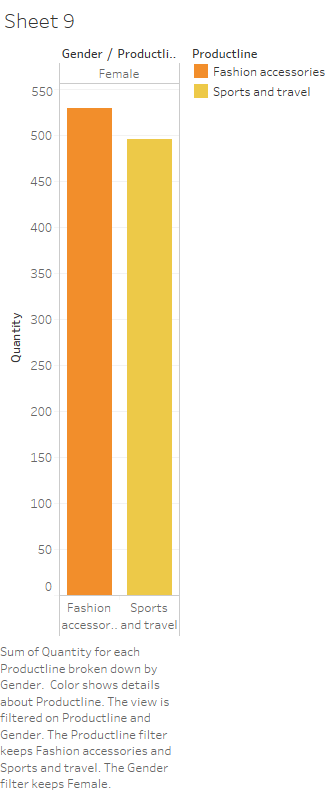 Sheet 9
Gender / Productli..
Female
Productline
Fashion accessories
Sports and travel
Quantity
550
500
450
400
350
300
250
200
150
100
50
0
Fashion
accessor..
Sports
and travel
Sum of Quantity for each
Productline broken down by
Gender.  Color shows details
about Productline. The view is
filtered on Productline and
Gender. The Productline filter
keeps Fashion accessories and
Sports and travel. The Gender
filter keeps Female.